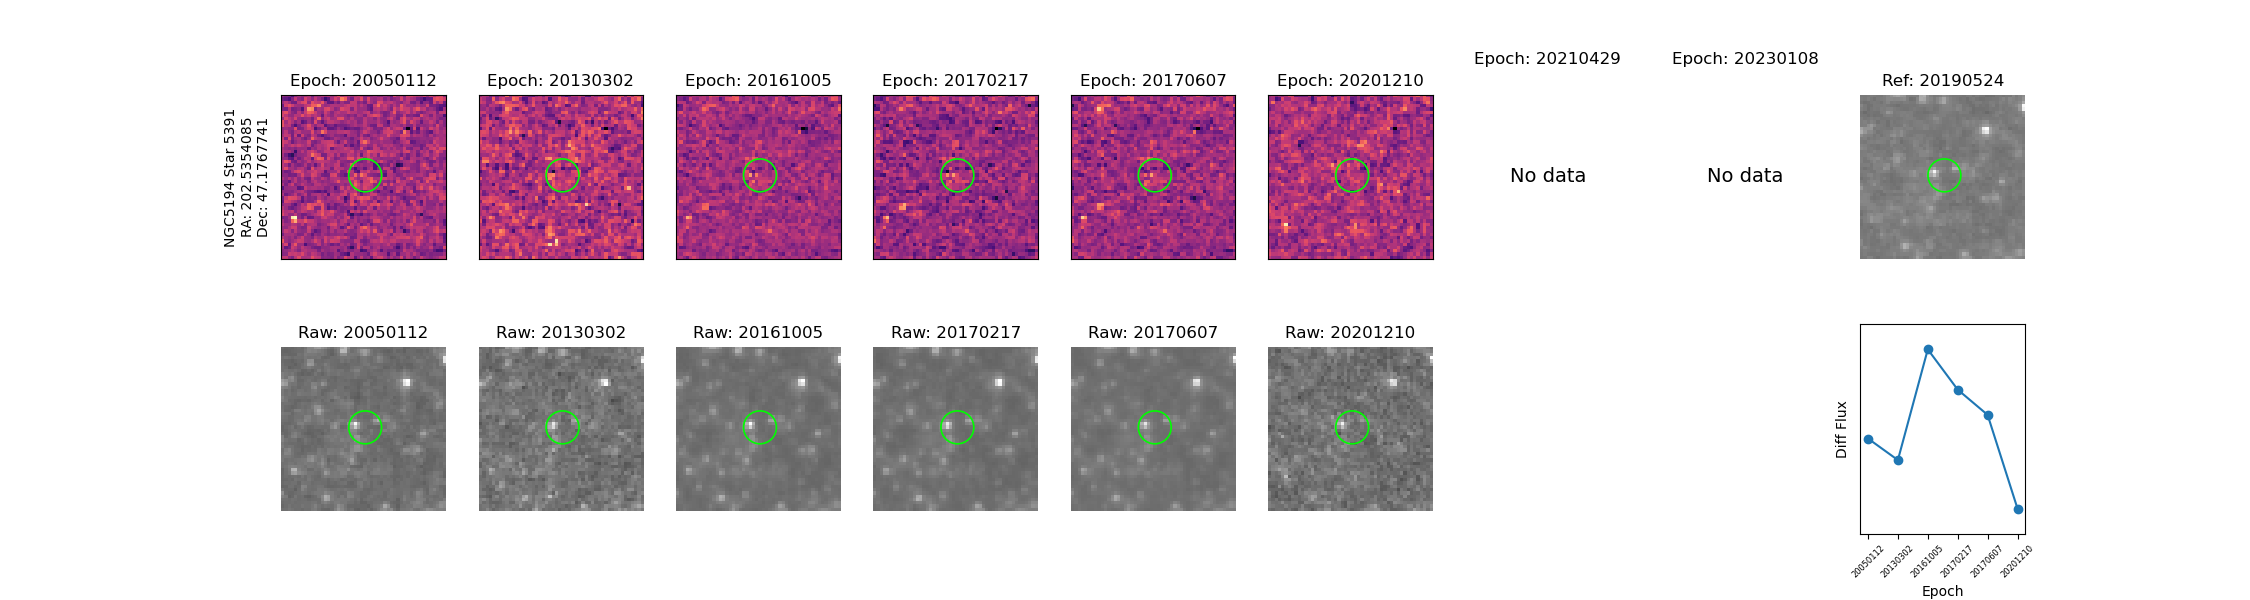 Epoch: 20210429
Epoch: 20230108
Epoch: 20050112
Epoch: 20130302
Epoch: 20161005
Epoch: 20170217
Epoch: 20170607
Epoch: 20201210
Ref: 20190524
NGC5194 Star 5391
RA: 202.5354085
Dec: 47.1767741
No data
No data
Raw: 20050112
Raw: 20130302
Raw: 20161005
Raw: 20170217
Raw: 20170607
Raw: 20201210
Diff Flux
20050112
20130302
20161005
20170217
20170607
20201210
Epoch